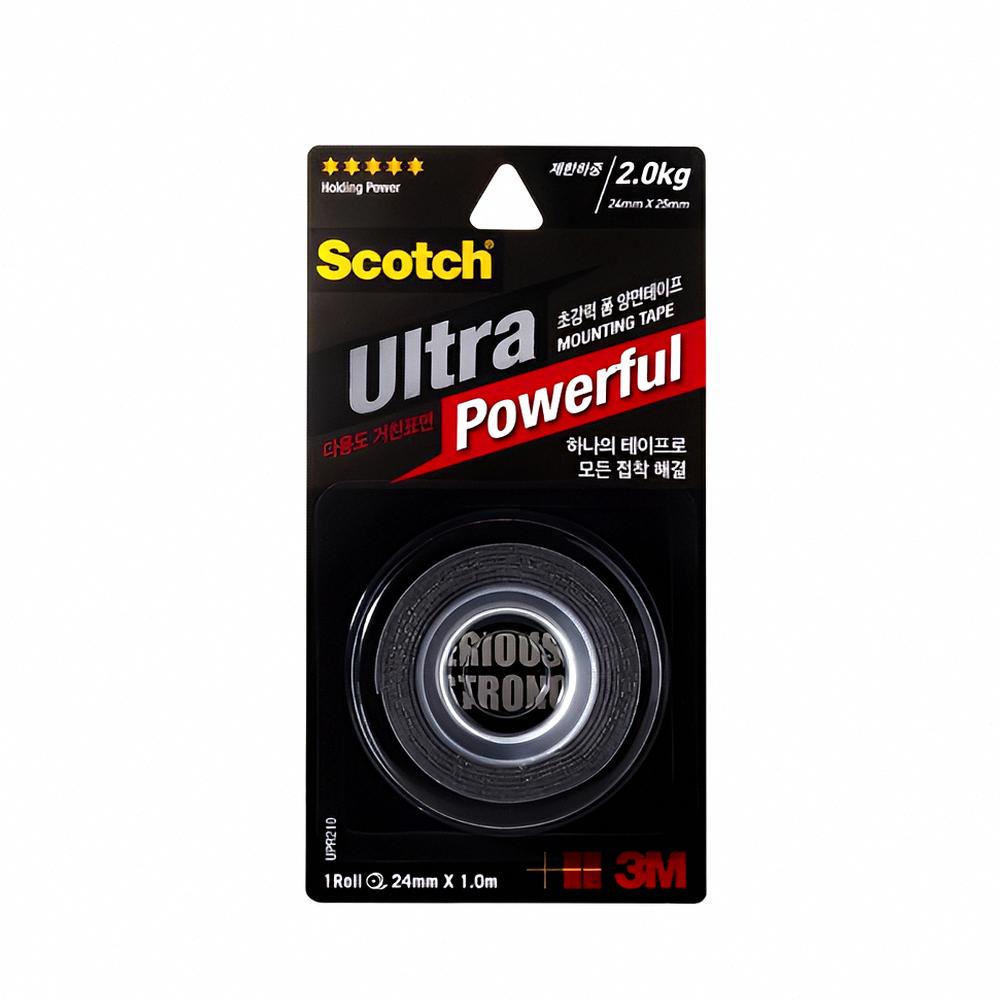 Holding Power
제한하중
2.0kg
24mm X 25mm
Scotch®
Ultra
초강력 폼 양면테이프
MOUNTING TAPE
Powerful
다용도 거친표면
하나의 테이프로
모든 접착 해결
ERIOUS
STRONG
UPR210
1Roll 24mm X 1.0m
3M